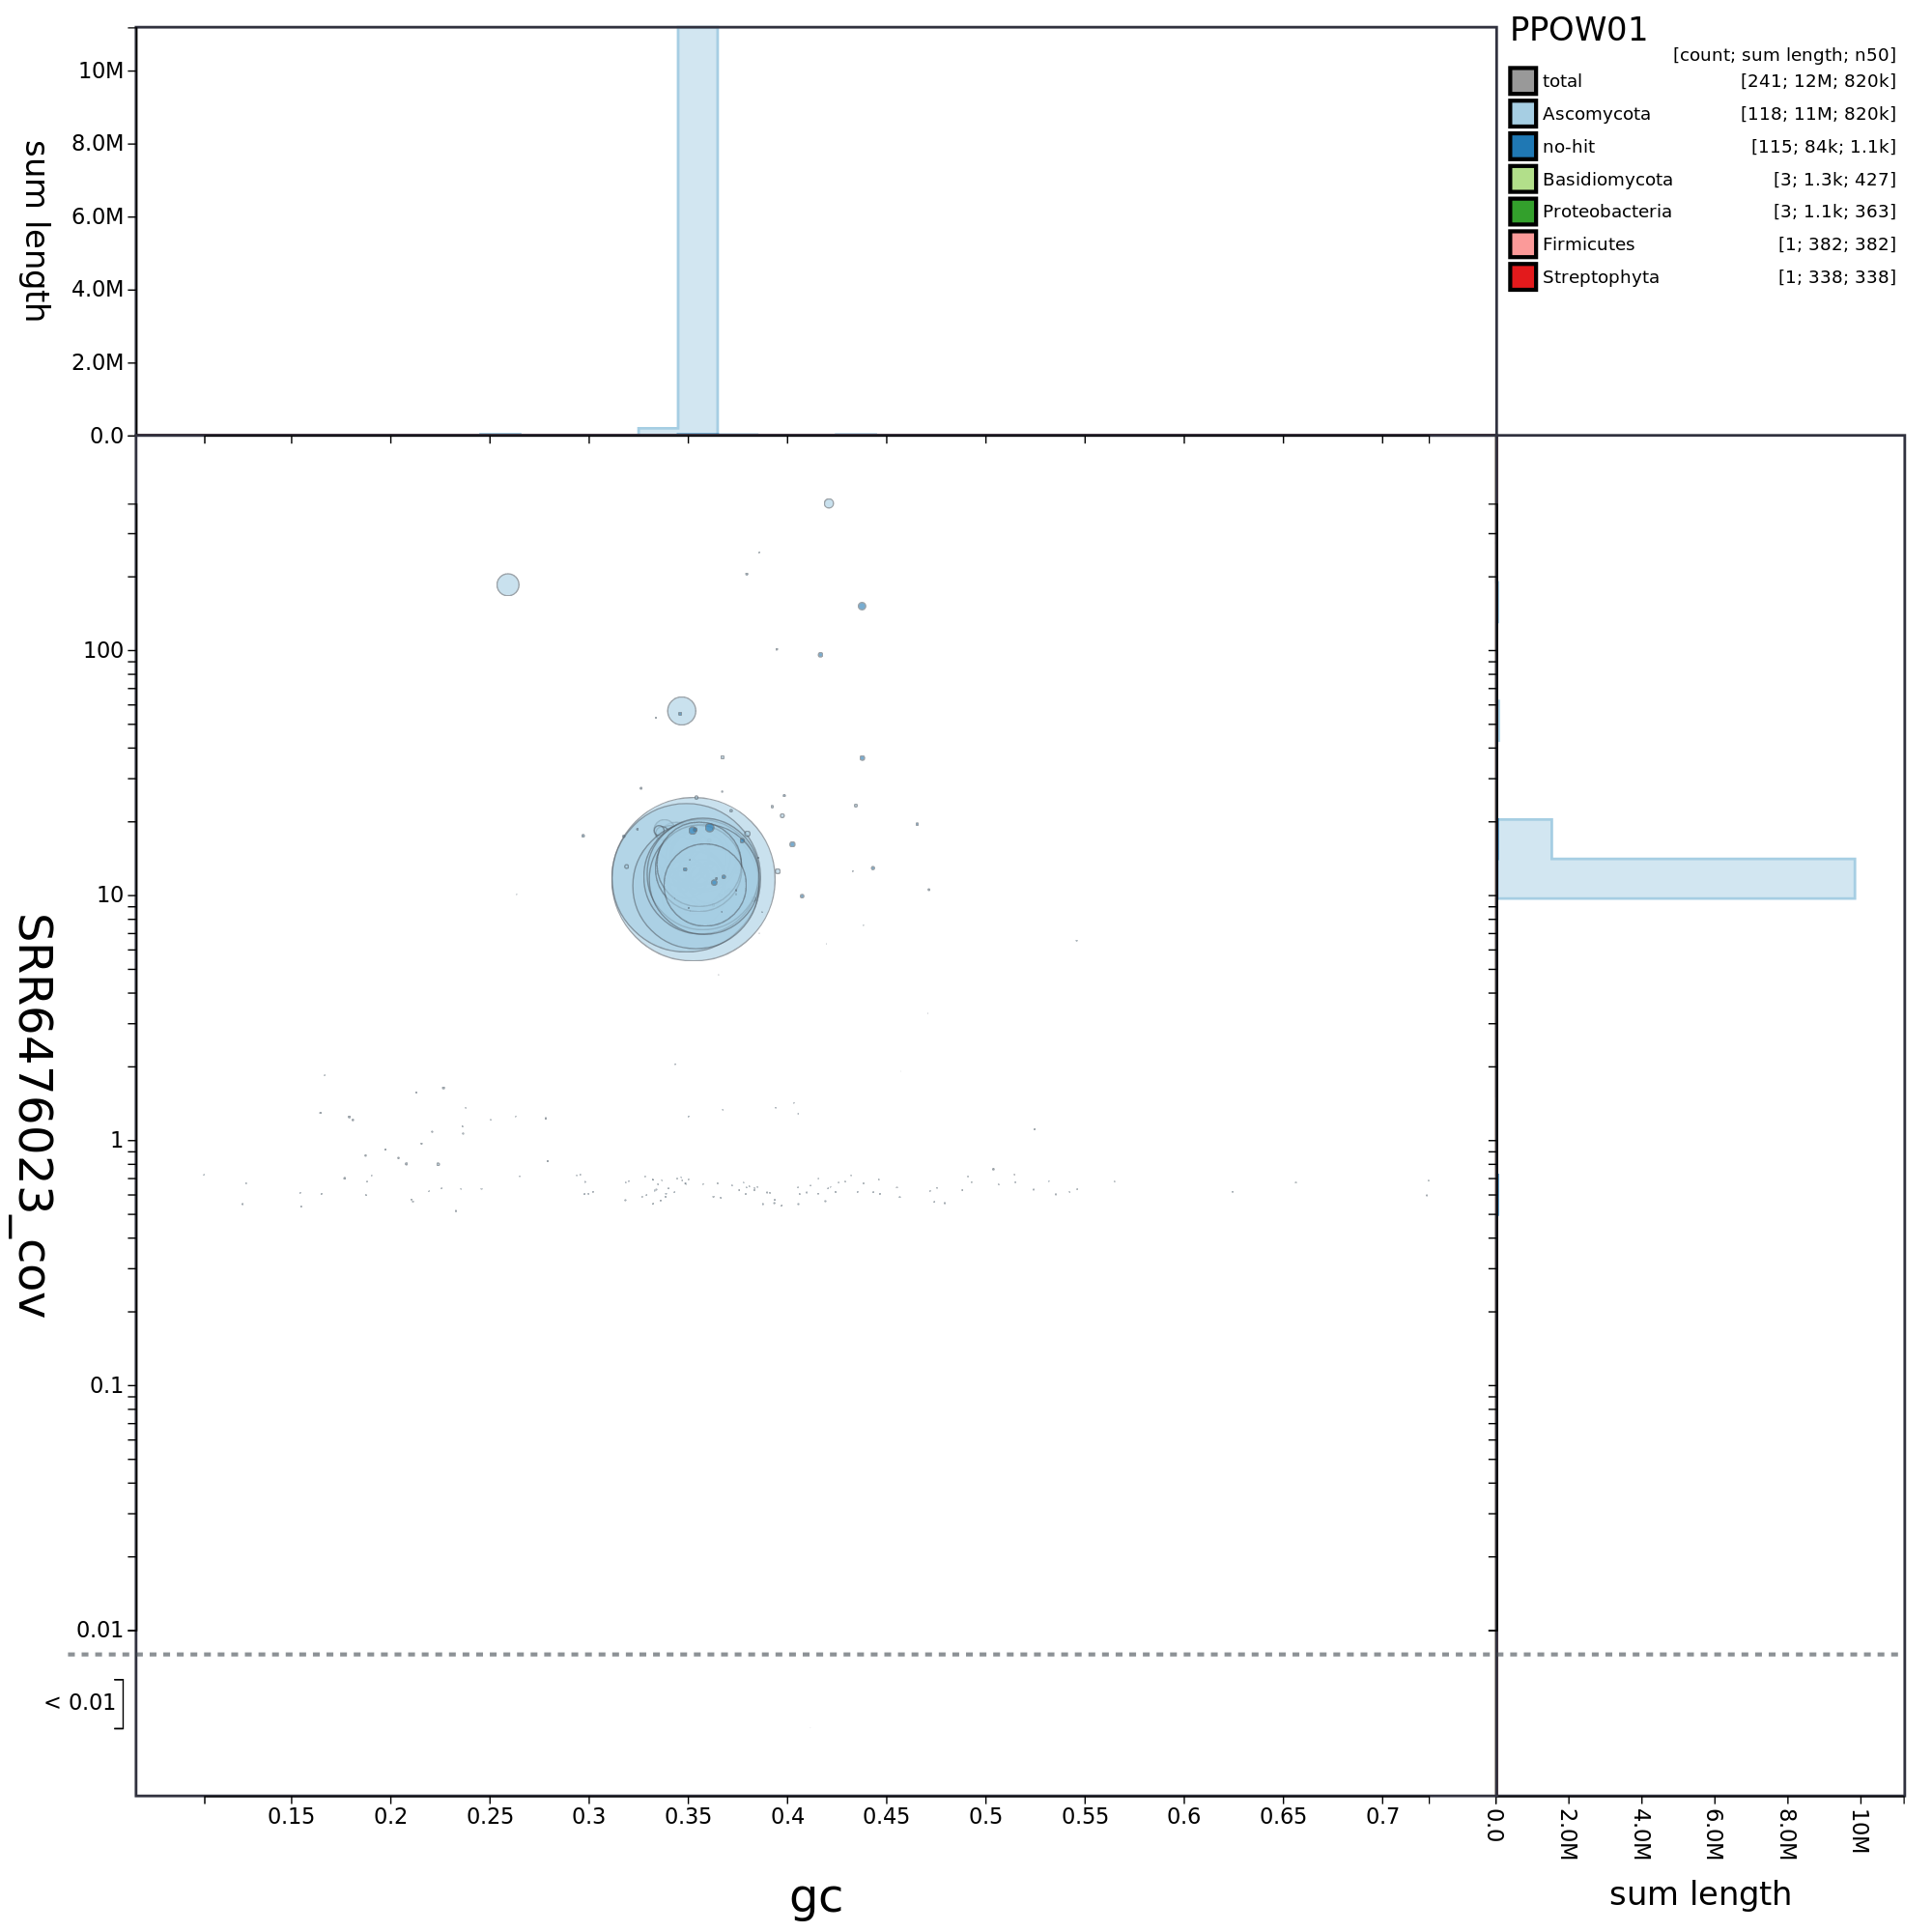 PPOW01
[count; sum length; n50]
total [241; 12M; 820k]
Ascomycota [118; 11M; 820k]
no-hit [115; 84k; 1.1k]
Basidiomycota [3; 1.3k; 427]
Proteobacteria [3; 1.1k; 363]
Firmicutes [1; 382; 382]
Streptophyta [1; 338; 338]
sum length
10M
8.0M
6.0M
4.0M
2.0M
0.0
SRR6476023_cov
100
10
1
0.1
0.01
< 0.01
0.15 0.2 0.25 0.3 0.35 0.4 0.45 0.5 0.55 0.6 0.65 0.7
gc
0.0 2.0M 4.0M 6.0M 8.0M 10M
sum length